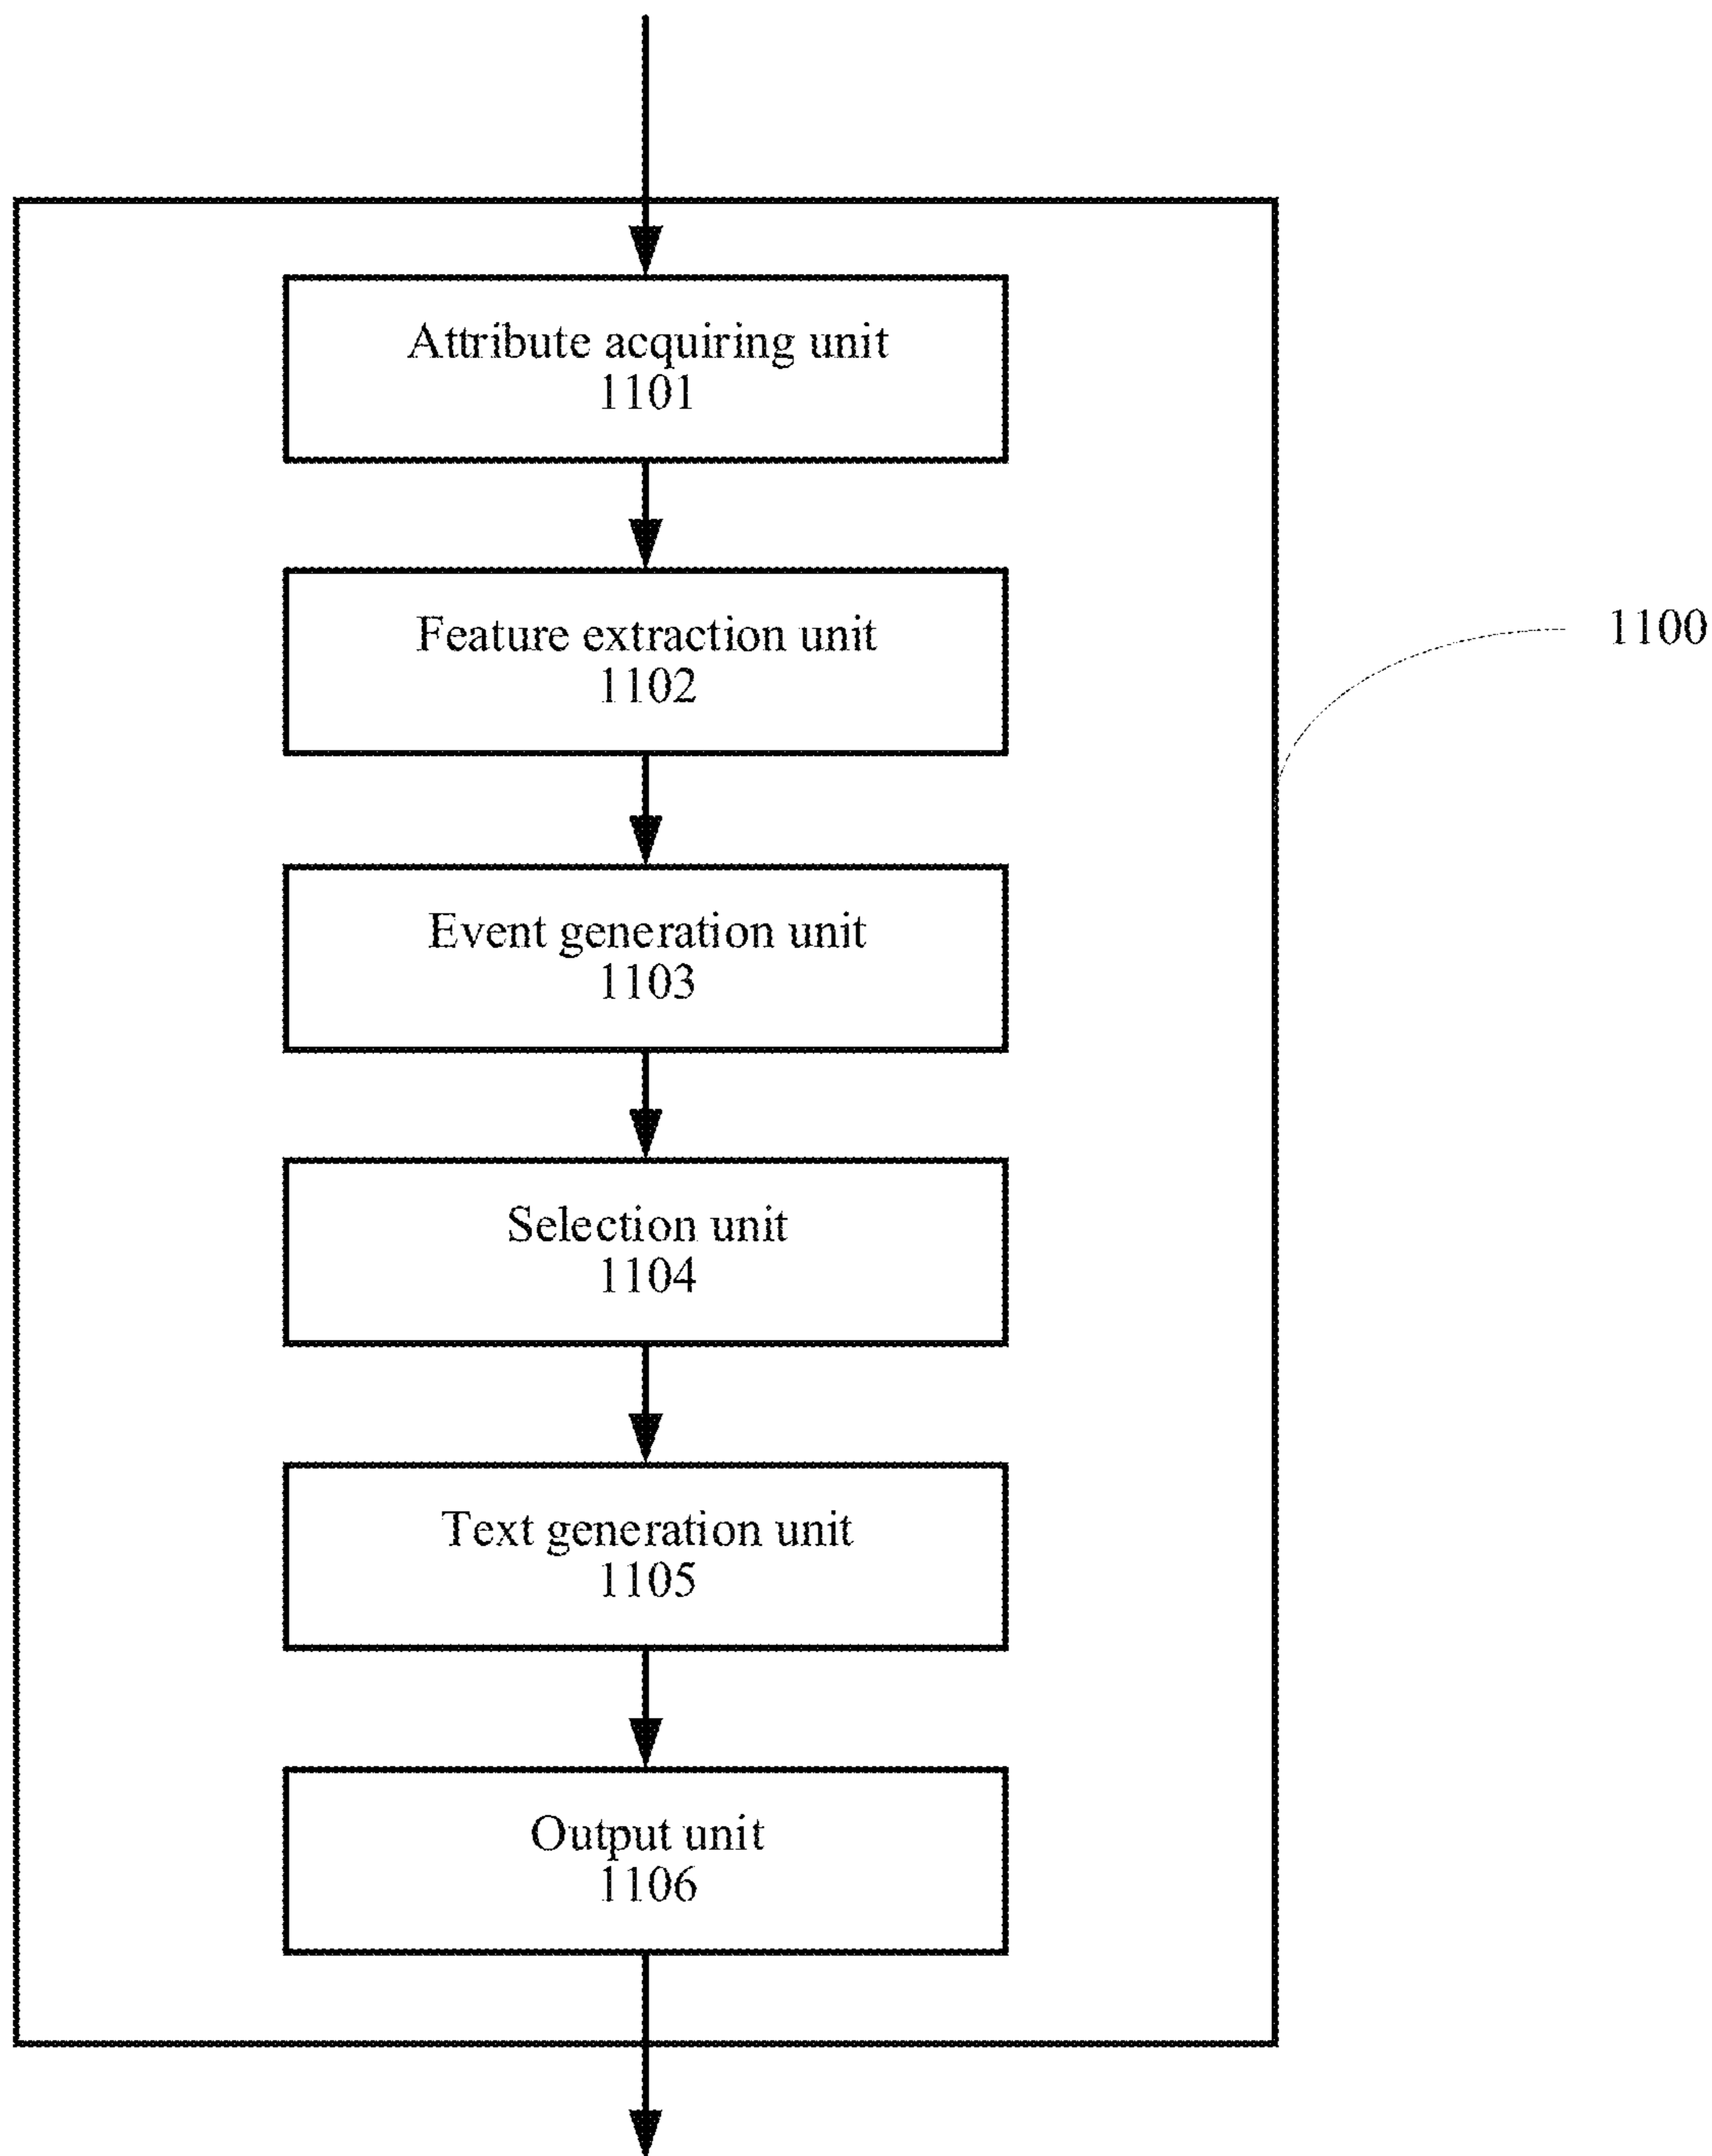 Attribute acquiring unit
1101
Feature extraction unit
1102
1100
Event generation unit
1103
Selection unit
1104
Text generation unit
1105
Output unit
1106